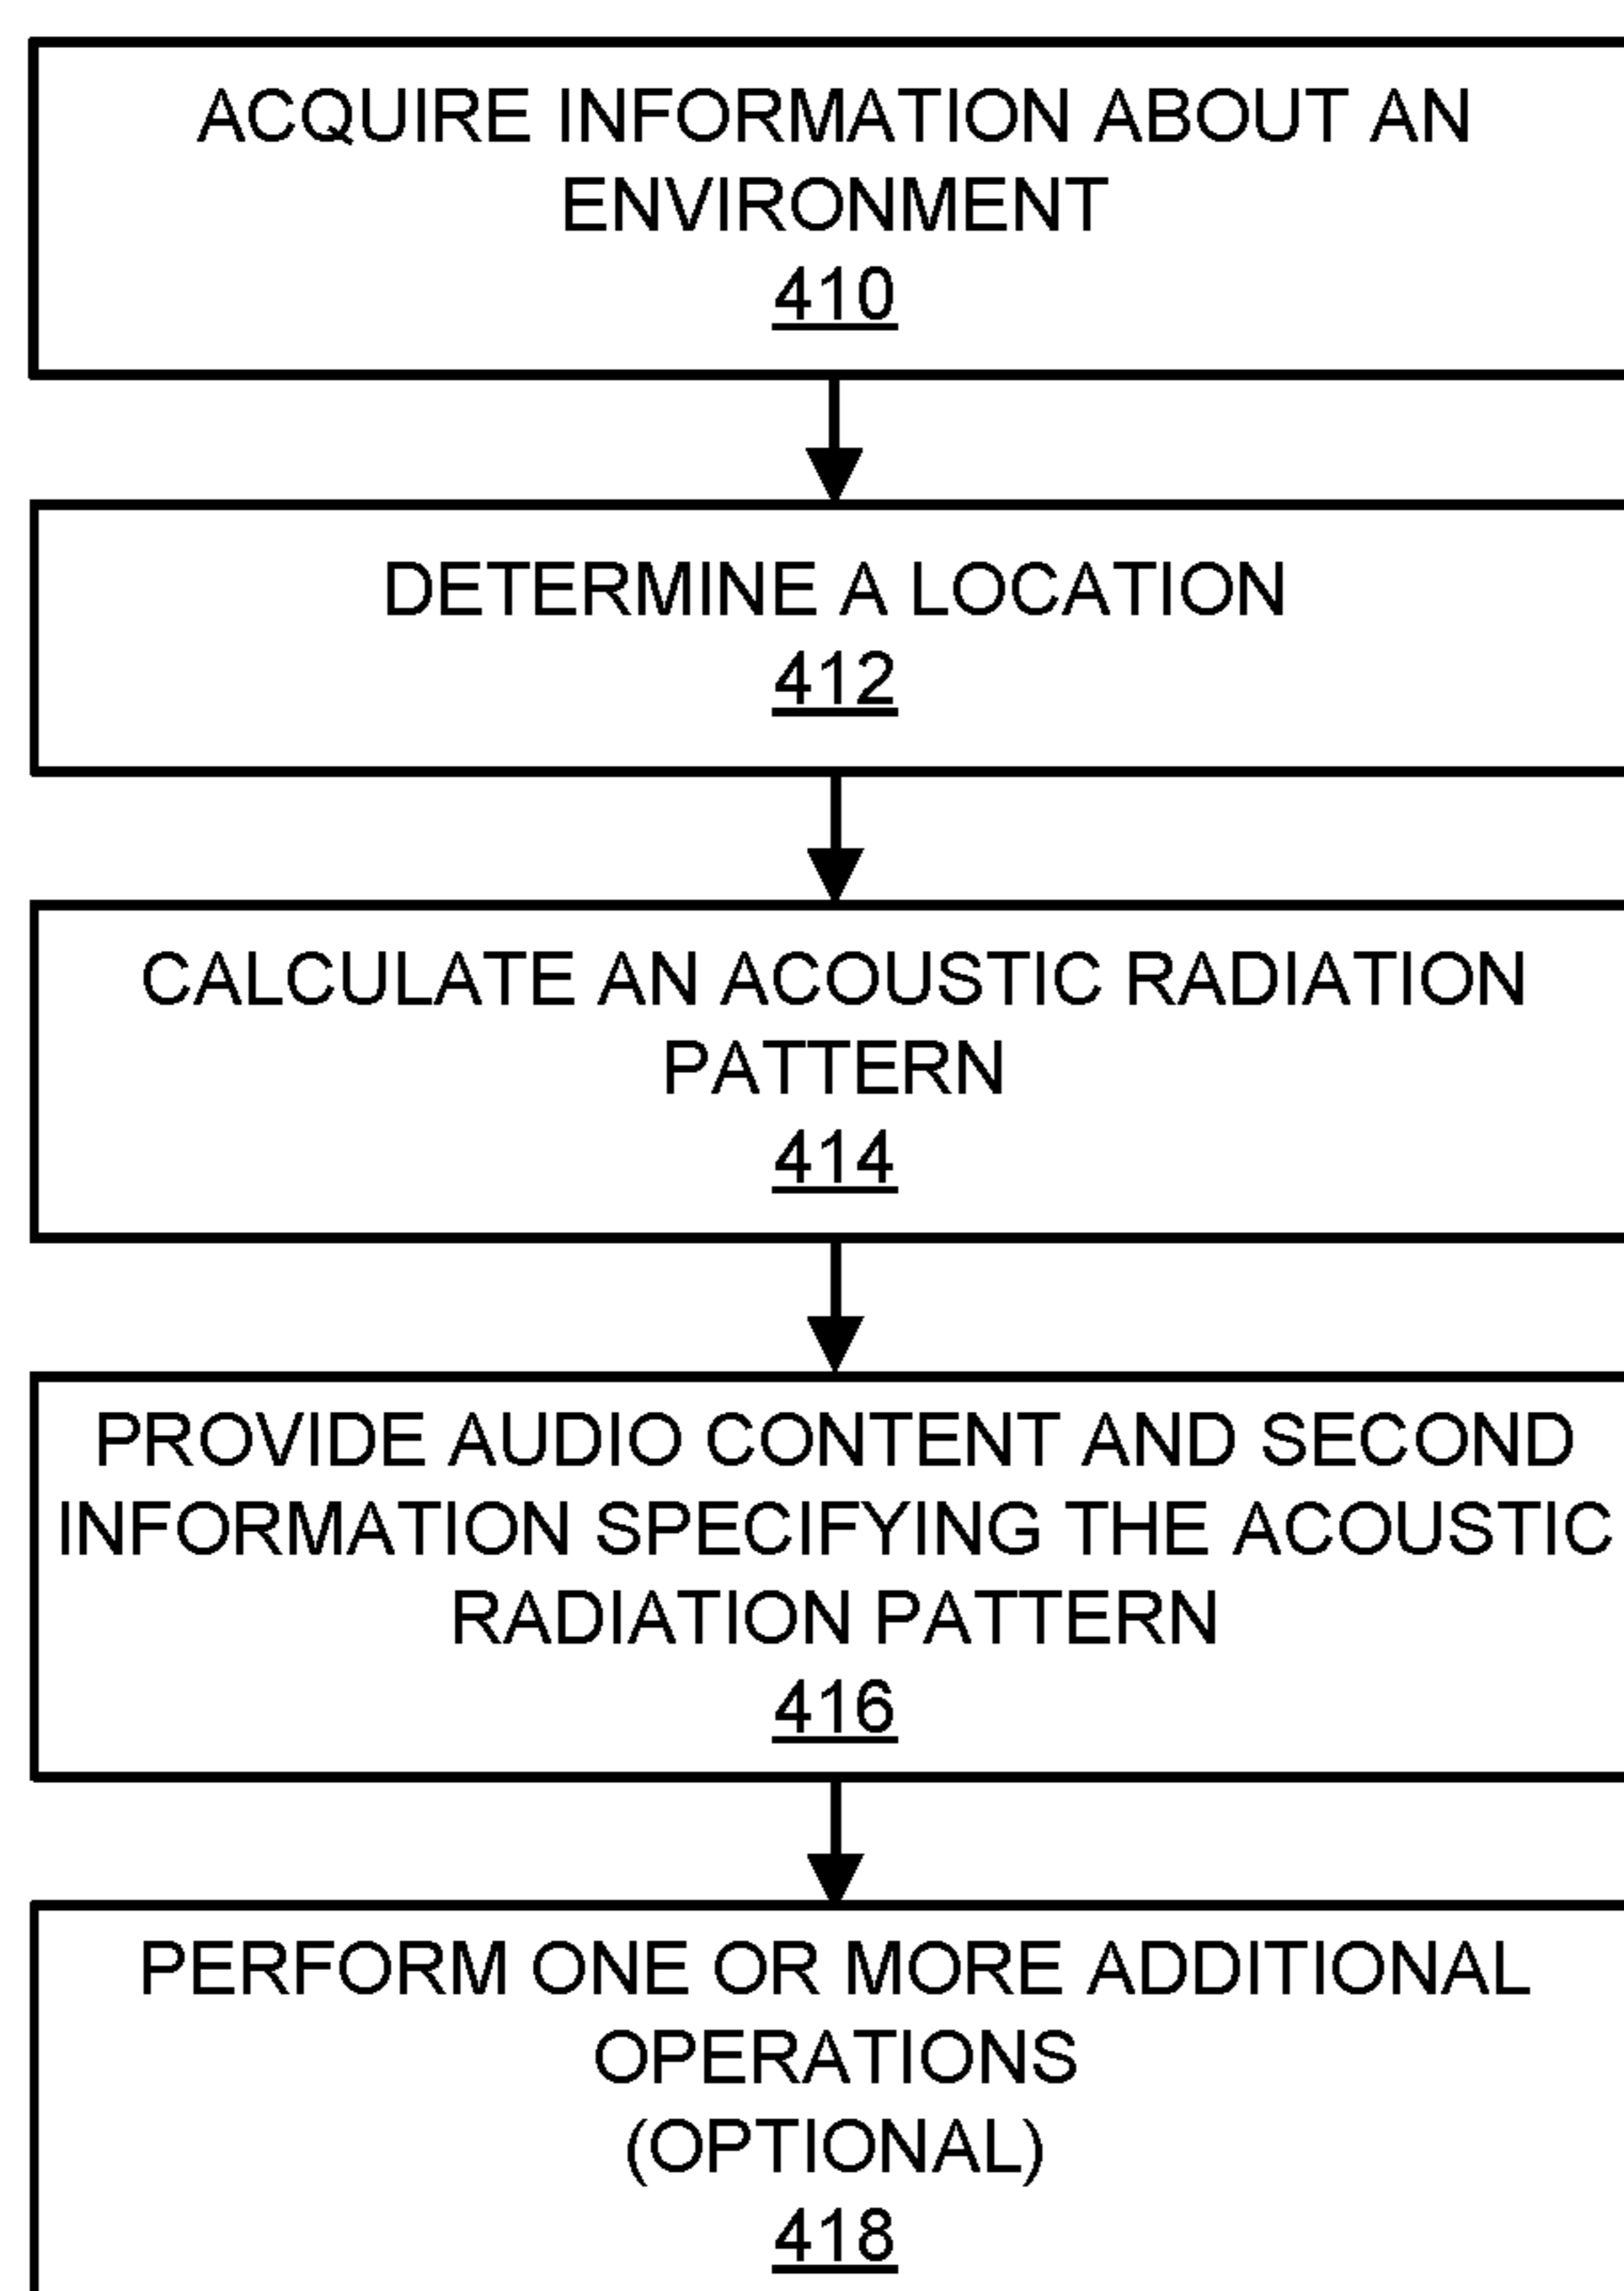 ACQUIRE INFORMATION ABOUT AN
ENVIRONMENT
410
DETERMINE A LOCATION
412
CALCULATE AN ACOUSTIC RADIATION
PATTERN
414
PROVIDE AUDIO CONTENT AND SECOND
INFORMATION SPECIFYING THE ACOUSTIC
RADIATION PATTERN
416
PERFORM ONE OR MORE ADDITIONAL
OPERATIONS
(OPTIONAL)
418